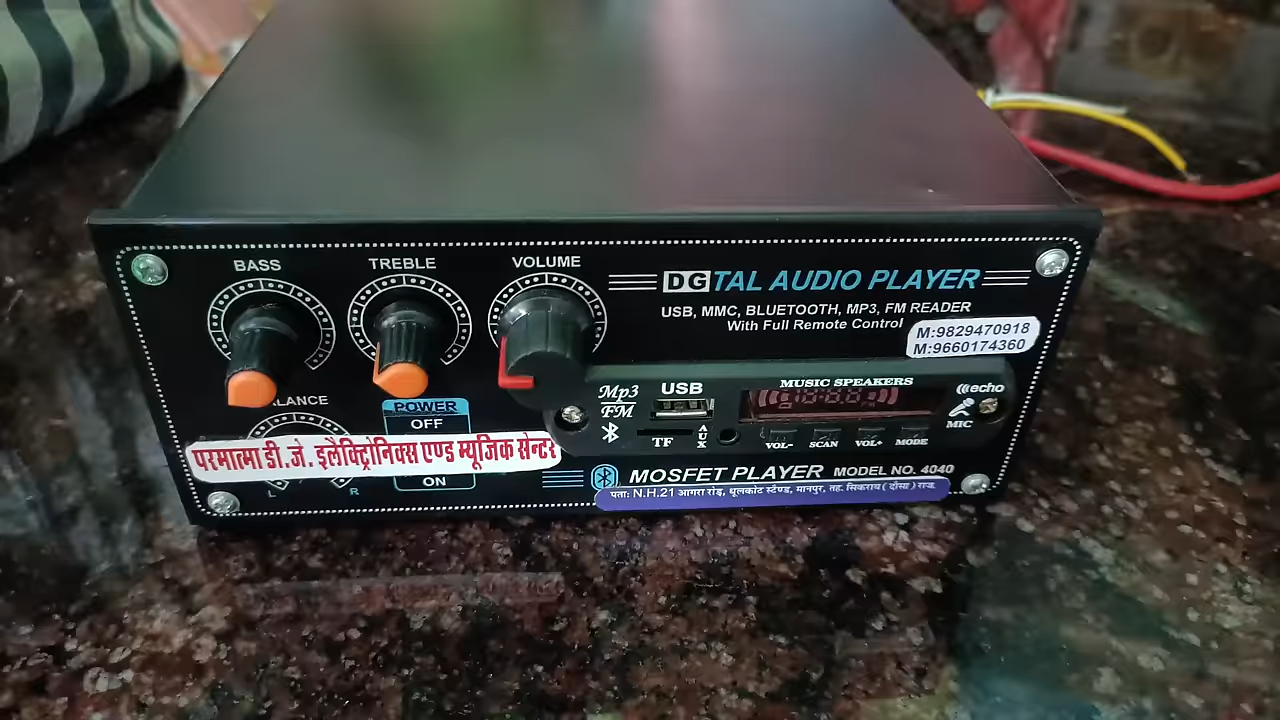 BASS
TREBLE
VOLUME
DGTAL AUDIO PLAYER
USB, MMC, BLUETOOTH, MP3, FM READER
With Full Remote Control
M:9829470918
M:9660174360
Mp3
FM
USB
MUSIC SPEAKERS
echo
MIC
TF
AUX
VOL-
SCAN
VOL+
MODE
LANCE
POWER
OFF
परमात्मा डी.जे. इलैक्ट्रिोनिक्स एण्ड म्यूजिक सेन्टर
L
R
ON
MOSFET PLAYER MODEL NO. 4040
पताः N.H.21 आगरा रोड़, धूलकोट स्टेण्ड, मानपुर, तह. सिकराय ( दौसा ) राज.